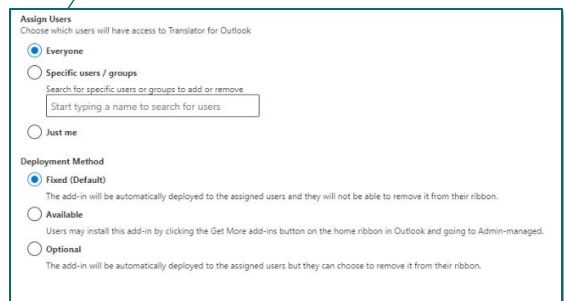 Assign Users
Choose which users will have access to Translator for Outlook
Everyone
Specific users / groups
Search for specific users or groups to add or remove
Start typing a name to search for users
Just me
Deployment Method
Fixed (Default)
The add-in will be automatically deployed to the assigned users and they will not be able to remove it from their ribbon.
Available
Users may install this add-in by clicking the Get More add-ins button on the home ribbon in Outlook and going to Admin-managed.
Optional
The add-in will be automatically deployed to the assigned users but they can choose to remove it from their ribbon.